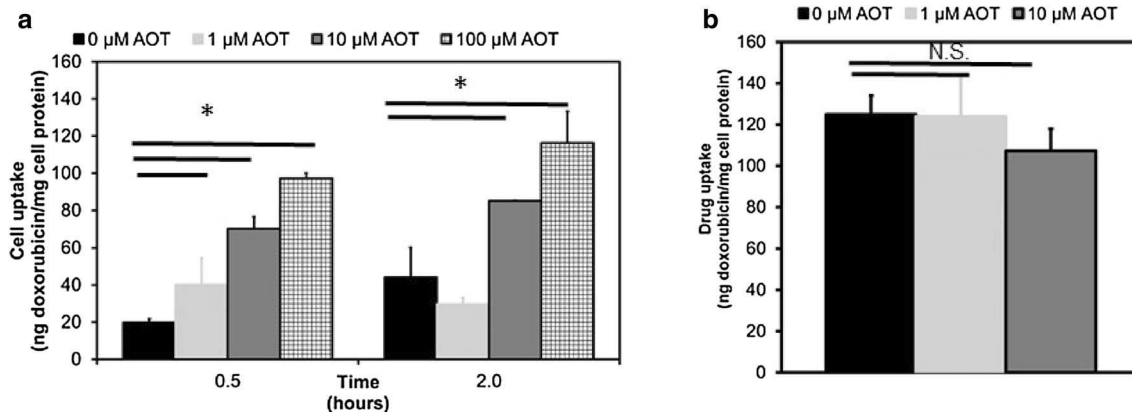 a
0 µM AOT 1 µM AOT 10 µM AOT 100 µM AOT
Cell uptake
(ng doxorubicin/mg cell protein)
160
140
120
100
80
60
40
20
0
*
*
0.5 Time 2.0
(hours)
b
0 µM AOT 1 µM AOT 10 µM AOT
Drug uptake
(ng doxorubicin/mg cell protein)
160
140
120
100
80
60
40
20
0
N.S.